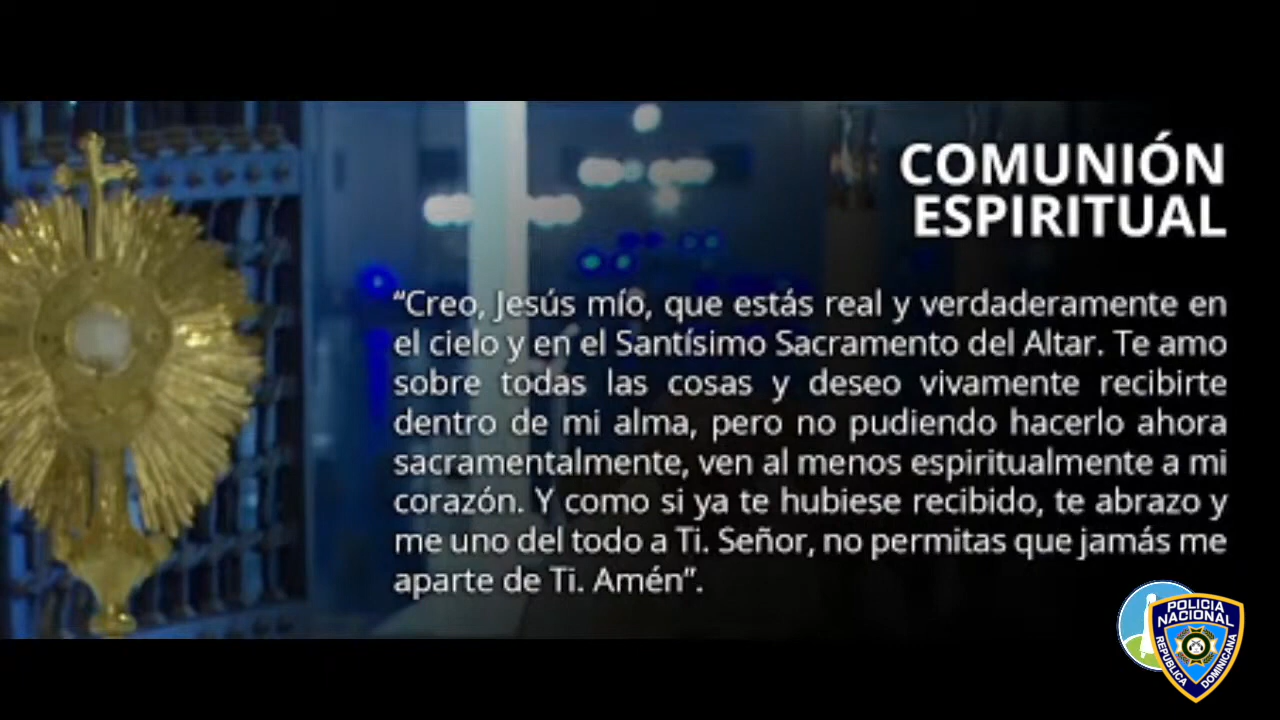 COMUNIÓN
ESPIRITUAL
“Creo, Jesús mío, que estás real y verdaderamente en
el cielo y en el Santísimo Sacramento del Altar. Te amo
sobre todas las cosas y deseo vivamente recibirte
dentro de mi alma, pero no pudiendo hacerlo ahora
sacramentalmente, ven al menos espiritualmente a mi
corazón. Y como si ya te hubiese recibido, te abrazo y
me uno del todo a Ti. Señor, no permitas que jamás me
aparte de Ti. Amén”.
POLICIA
NACIONAL
REPUBLICA
DOMINICANA